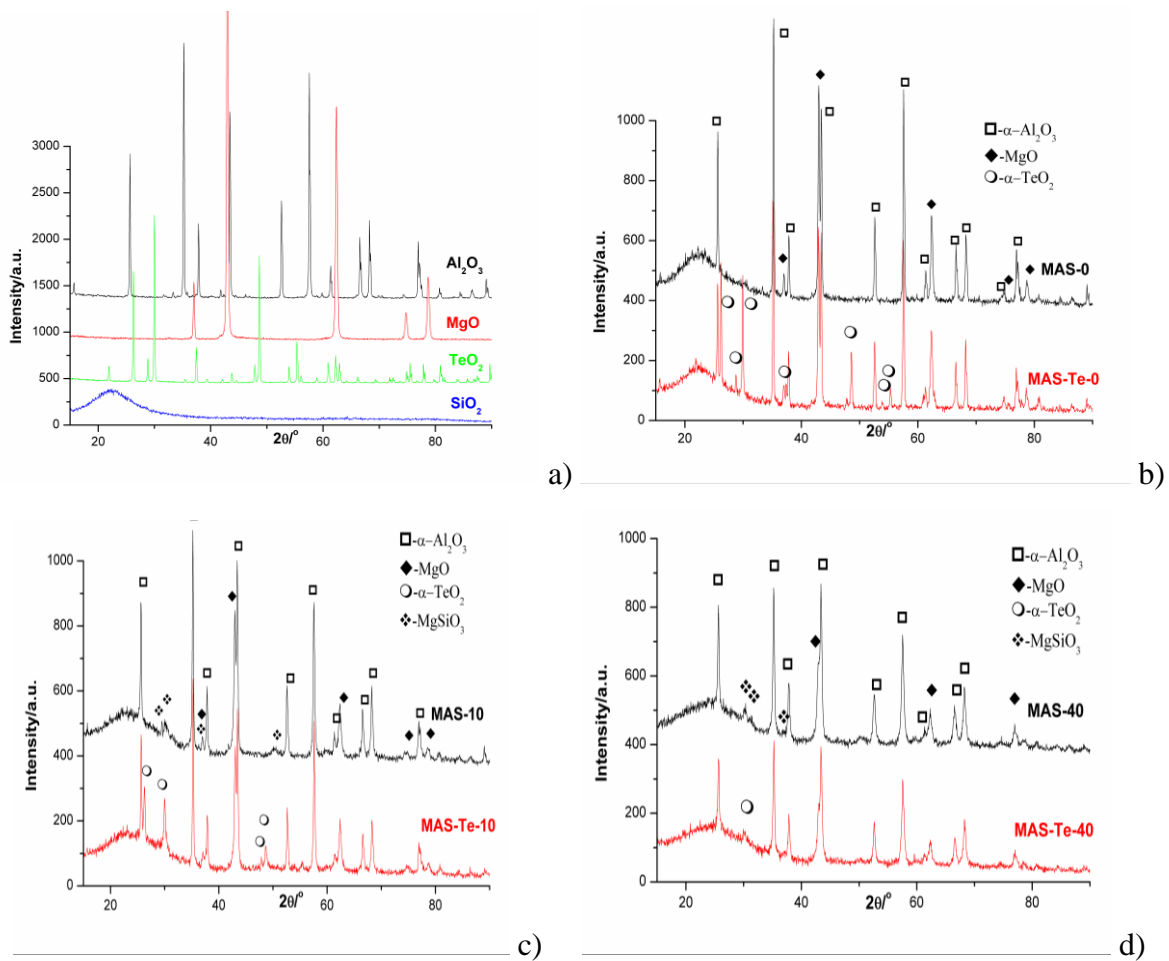 3000
2500
2000
1500
1000
500
0
Intensity/a.u.
Al₂O₃
MgO
TeO₂
SiO₂
20 40 60 80
2θ/°
a)
1000
800
600
400
200
0
Intensity/a.u.
-α–Al₂O₃
-MgO
-α–TeO₂
MAS-0
MAS-Te-0
20 40 60 80
2θ/°
b)
1000
800
600
400
200
0
Intensity/a.u.
-α–Al₂O₃
-MgO
-α–TeO₂
-MgSiO₃
MAS-10
MAS-Te-10
20 40 60 80
2θ/°
c)
1000
800
600
400
200
0
Intensity/a.u.
-α–Al₂O₃
-MgO
-α–TeO₂
-MgSiO₃
MAS-40
MAS-Te-40
20 40 60 80
2θ/°
d)